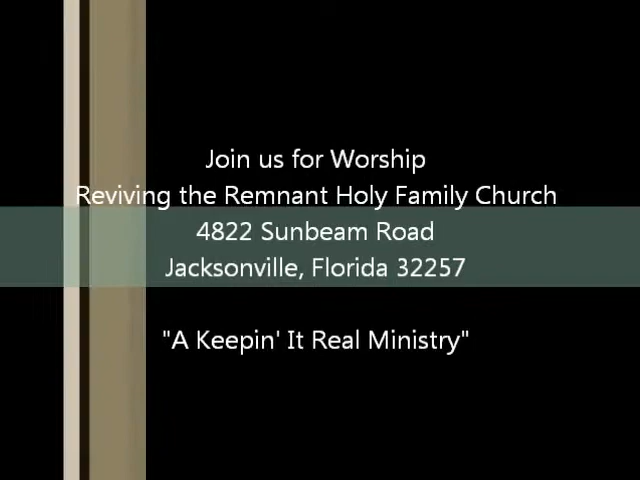 Join us for Worship
Reviving the Remnant Holy Family Church
4822 Sunbeam Road
Jacksonville, Florida 32257
"A Keepin' It Real Ministry"